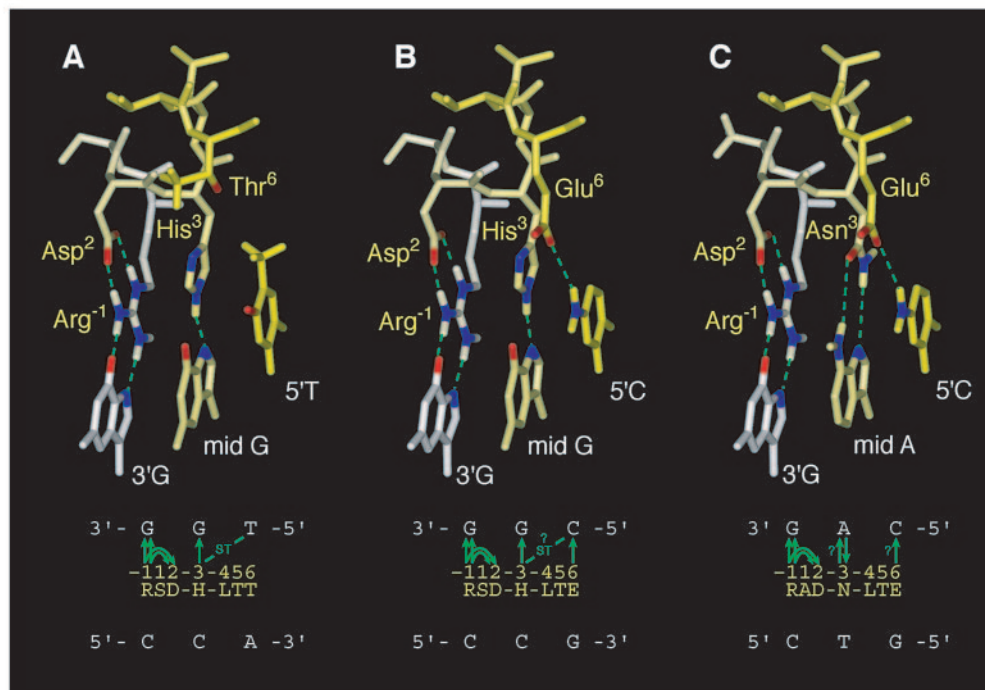 A B C
Thr6 Glu6 Glu6
His3 His3 Asn3
Asp2 Asp2 Asp2
Arg-1 Arg-1 Arg-1
5'T 5'C 5'C
mid G mid G mid A
3'G 3'G 3'G
3'- G G T -5' 3'- G G C -5' 3'- G A C -5'
ST ? ST ? ?
-112-3-456 -112-3-456 -112-3-456
RSD-H-LTT RSD-H-LTE RAD-N-LTE
5'- C C A -3' 5'- C C G -3' 5' C T G -5'